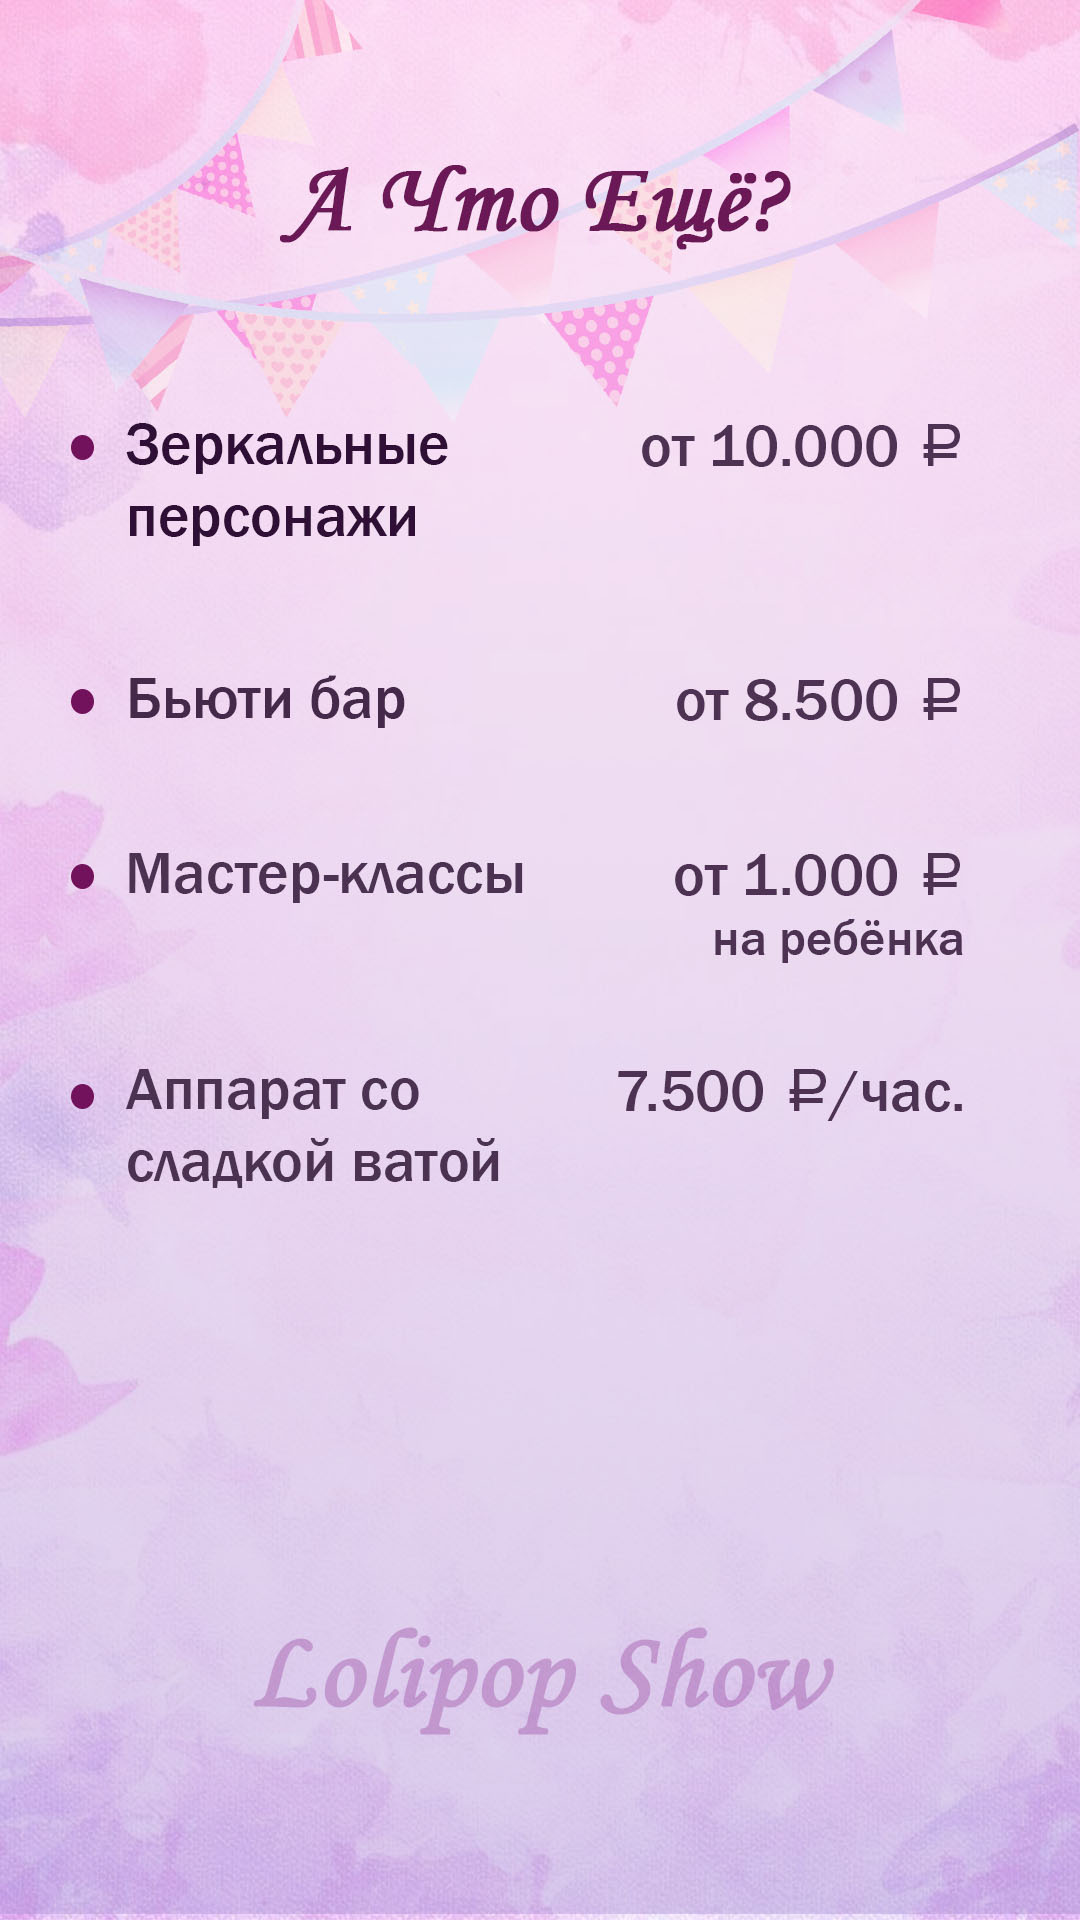 А Что Ещё?
• Зеркальные от 10.000 ₽
персонажи
• Бьюти бар от 8.500 ₽
• Мастер-классы от 1.000 ₽
на ребёнка
• Аппарат со 7.500 ₽/час.
сладкой ватой
Lolipop Show